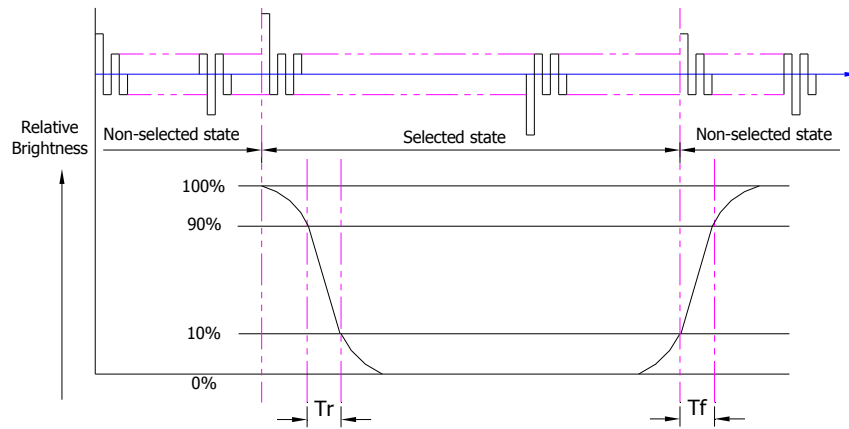 Relative
Brightness
Non-selected state
Selected state
Non-selected state
100%
90%
10%
0%
Tr
Tf